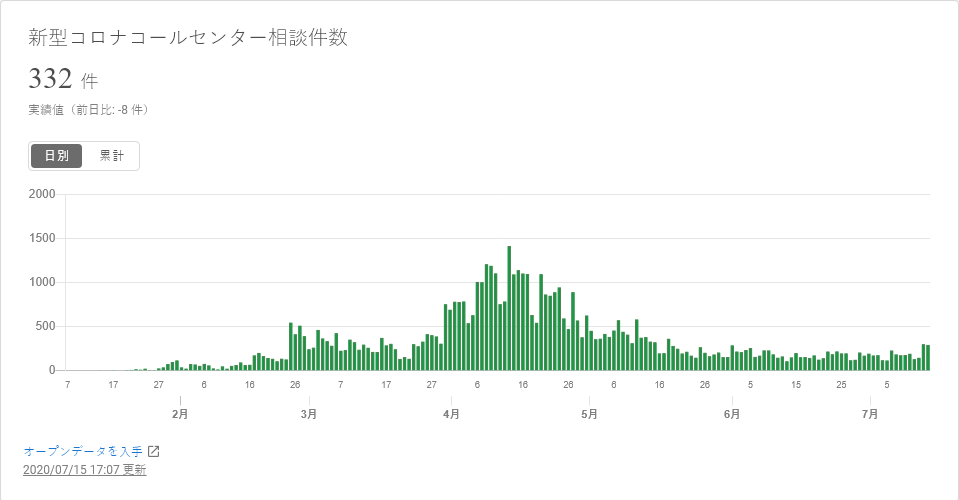 新型コロナコールセンター相談件数
332 件
実績値（前日比: -8 件）
日別 累計
2000
1500
1000
500
0
7 17 27 6 16 26 7 17 27 6 16 26 6 16 26 5 15 25 5
2月 3月 4月 5月 6月 7月
オープンデータを入手
2020/07/15 17:07 更新